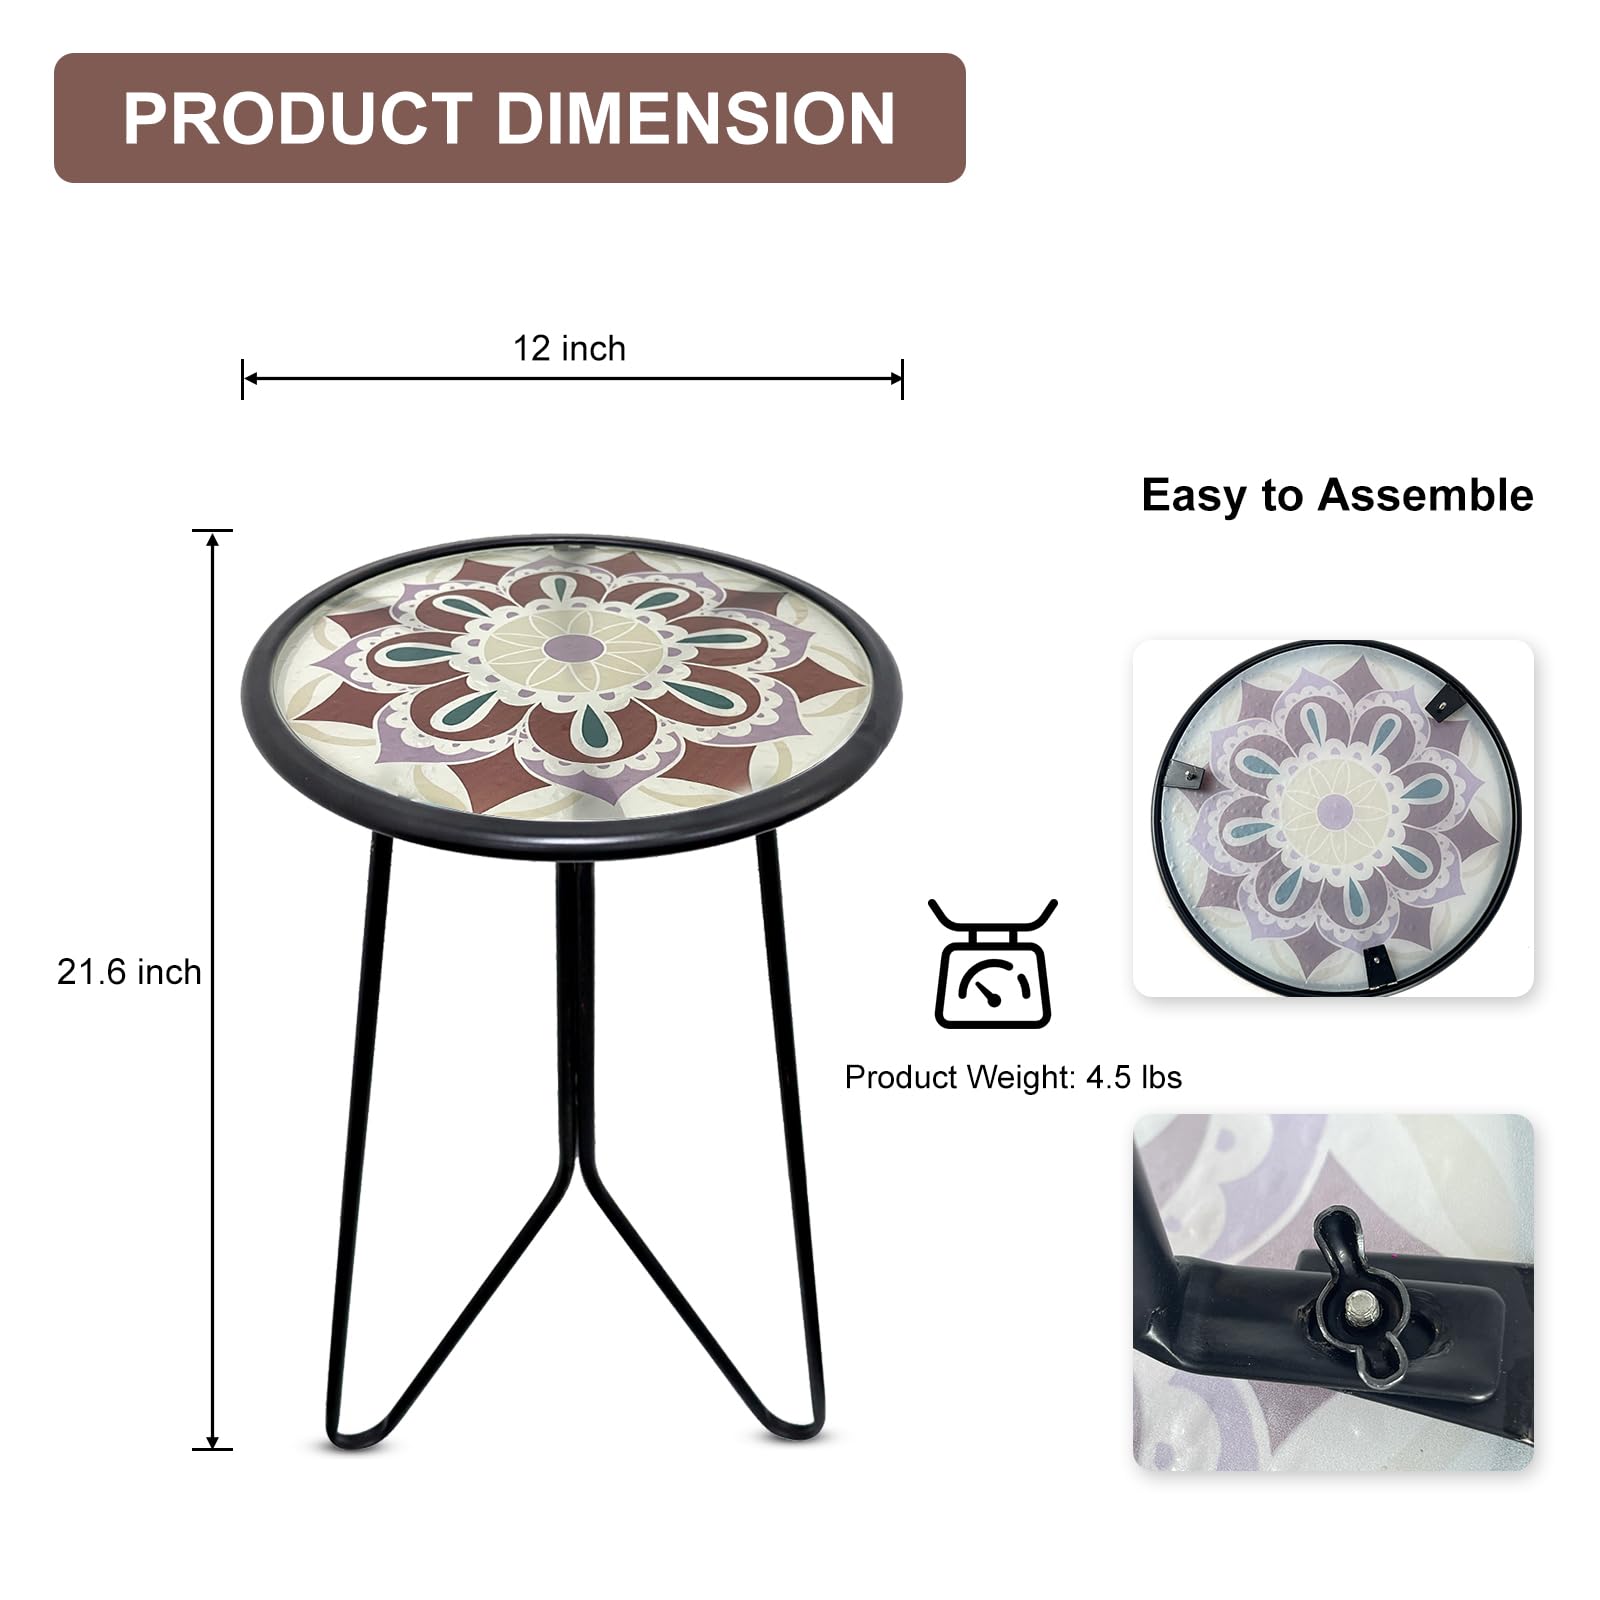 PRODUCT DIMENSION
12 inch
Easy to Assemble
21.6 inch
Product Weight: 4.5 lbs